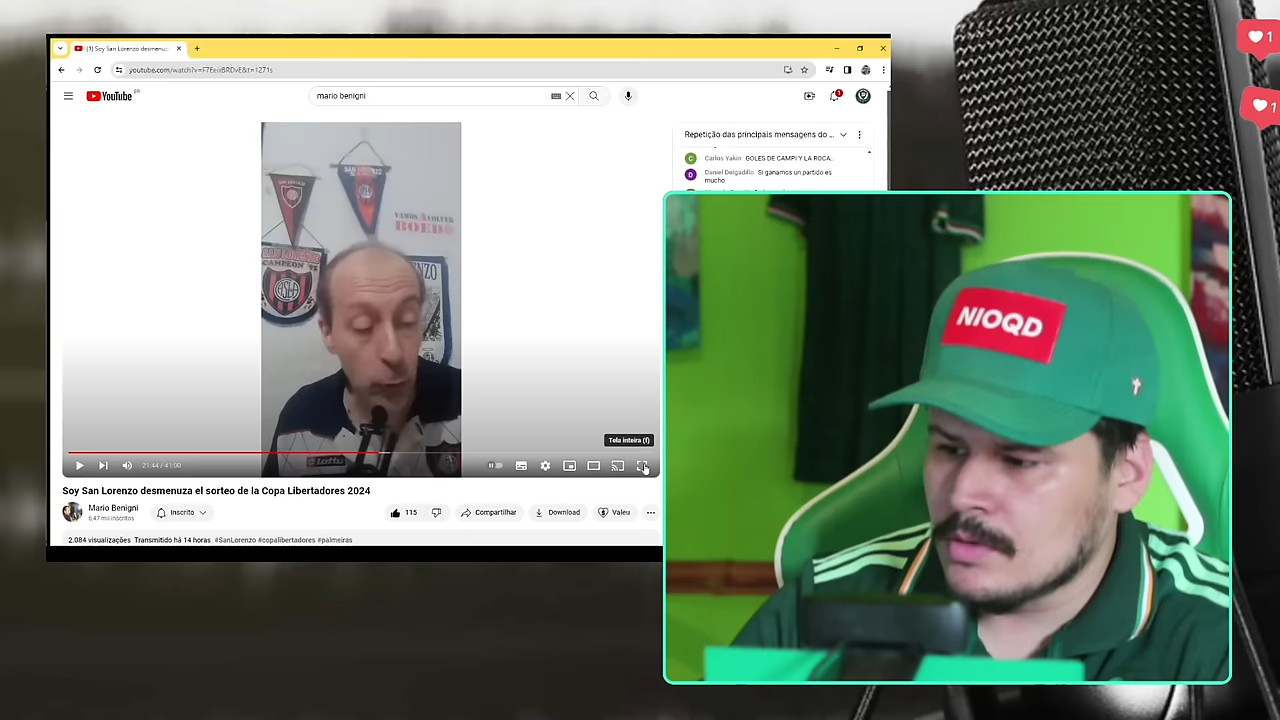 (1) Soy San Lorenzo desmenuz
youtube.com/watch?v=F7EeixBRDvE&t=1271s
YouTube BR
mario benigni
1
Repetição das principais mensagens do ...
Carlos Yakin GOLES DE CAMPI Y LA ROCA..
Daniel Delgadillo Si ganamos un partido es
mucho
SAN LORENZO
VAMOS A VOLVER
BOEDO
SAN LORENZO
CAMPEON
lotto
Tela inteira (f)
21:44 / 41:00
Soy San Lorenzo desmenuza el sorteo de la Copa Libertadores 2024
Mario Benigni
6,47 mil inscritos
Inscrito
115
Compartilhar
Download
Valeu
2.084 visualizações Transmitido há 14 horas #SanLorenzo #copalibertadores #palmeiras
NIOQD
1
1